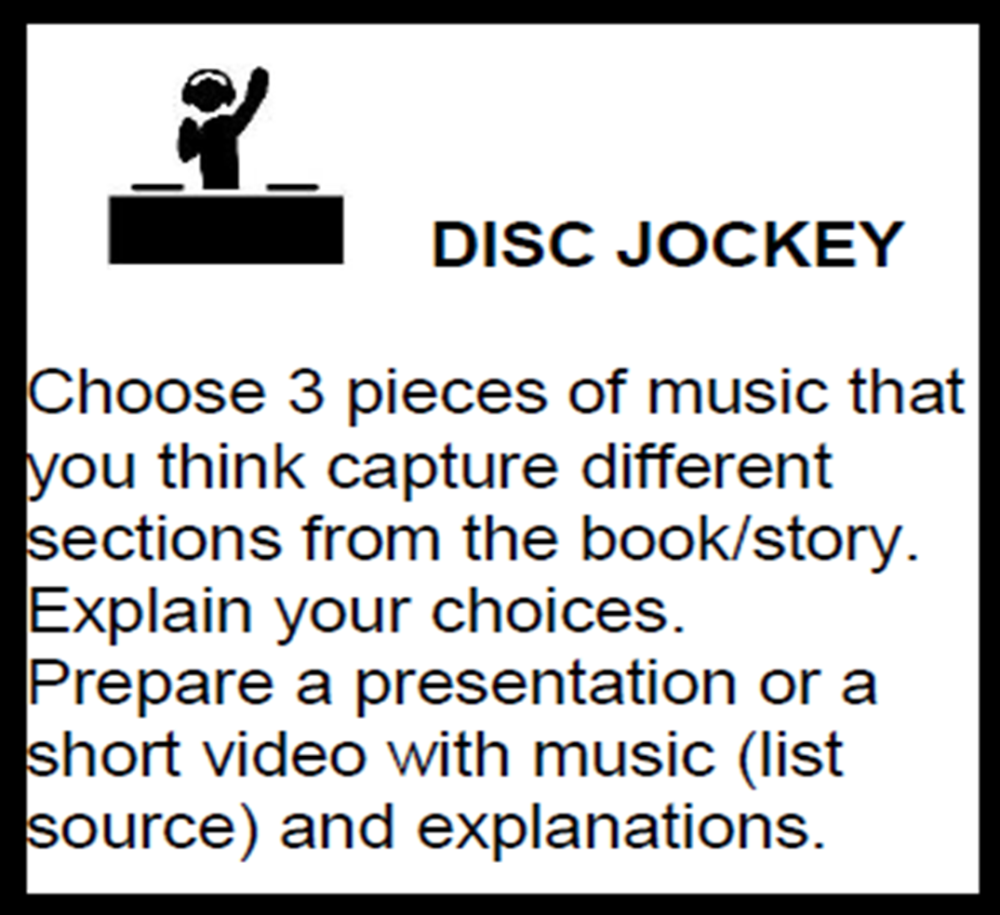 DISC JOCKEY
Choose 3 pieces of music that
you think capture different
sections from the book/story.
Explain your choices.
Prepare a presentation or a
short video with music (list
source) and explanations.